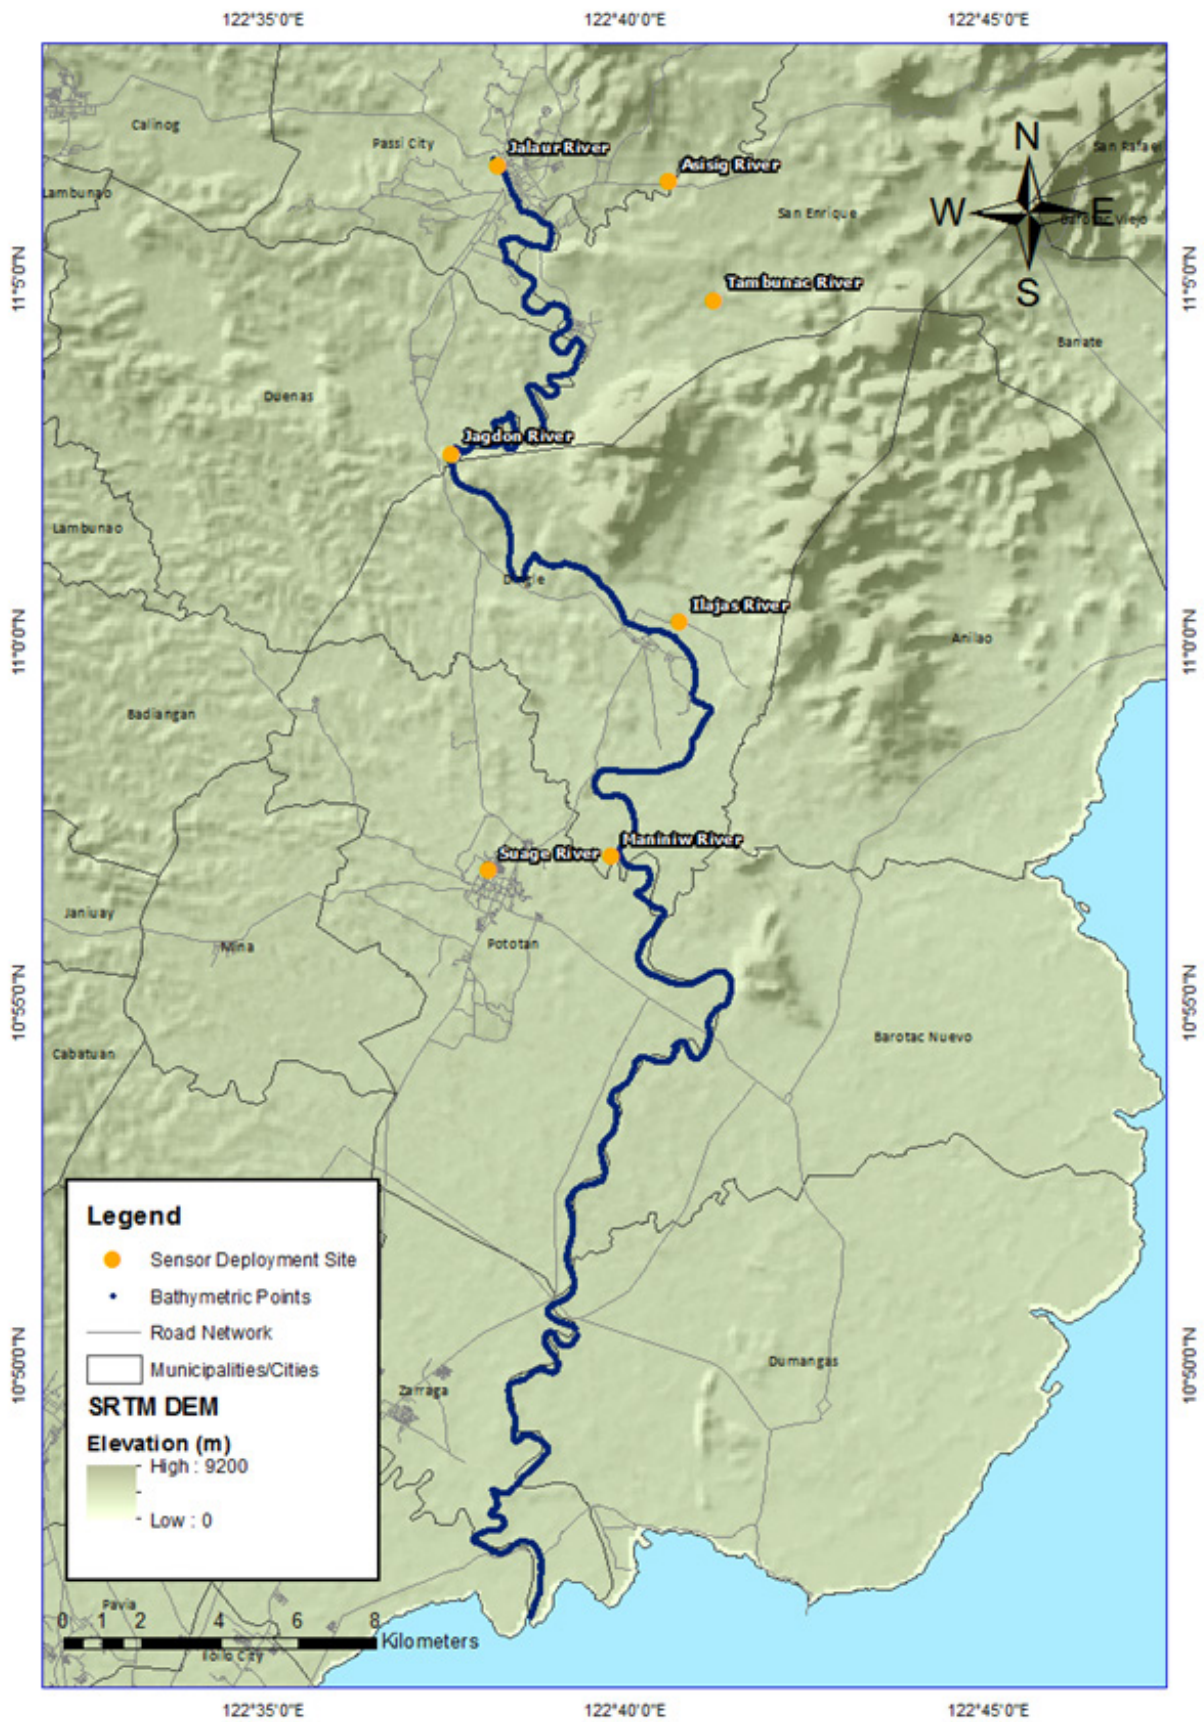 122°35'0"E 122°40'0"E 122°45'0"E
N
W E
S
Calinog
Passi City
Jalaur River
Asisig River
San Rafael
Lambunao
San Enrique
Barotac Viejo
11°5'0"N 11°5'0"N
Tambunac River
Banate
Duenas
Jagdon River
Lambunao
Dingle
Ilajas River
11°0'0"N 11°0'0"N
Anilao
Badiangan
Maniniw River
Suage River
Janiuay
Mina
Pototan
10°55'0"N 10°55'0"N
Barotac Nuevo
Cabatuan
Legend
Sensor Deployment Site
Bathymetric Points
Road Network
Municipalities/Cities
SRTM DEM
Elevation (m)
High : 9200
Low : 0
10°50'0"N 10°50'0"N
Dumangas
Zarraga
Pavia
0 1 2 4 6 8
Kilometers
Iloilo City
122°35'0"E 122°40'0"E 122°45'0"E